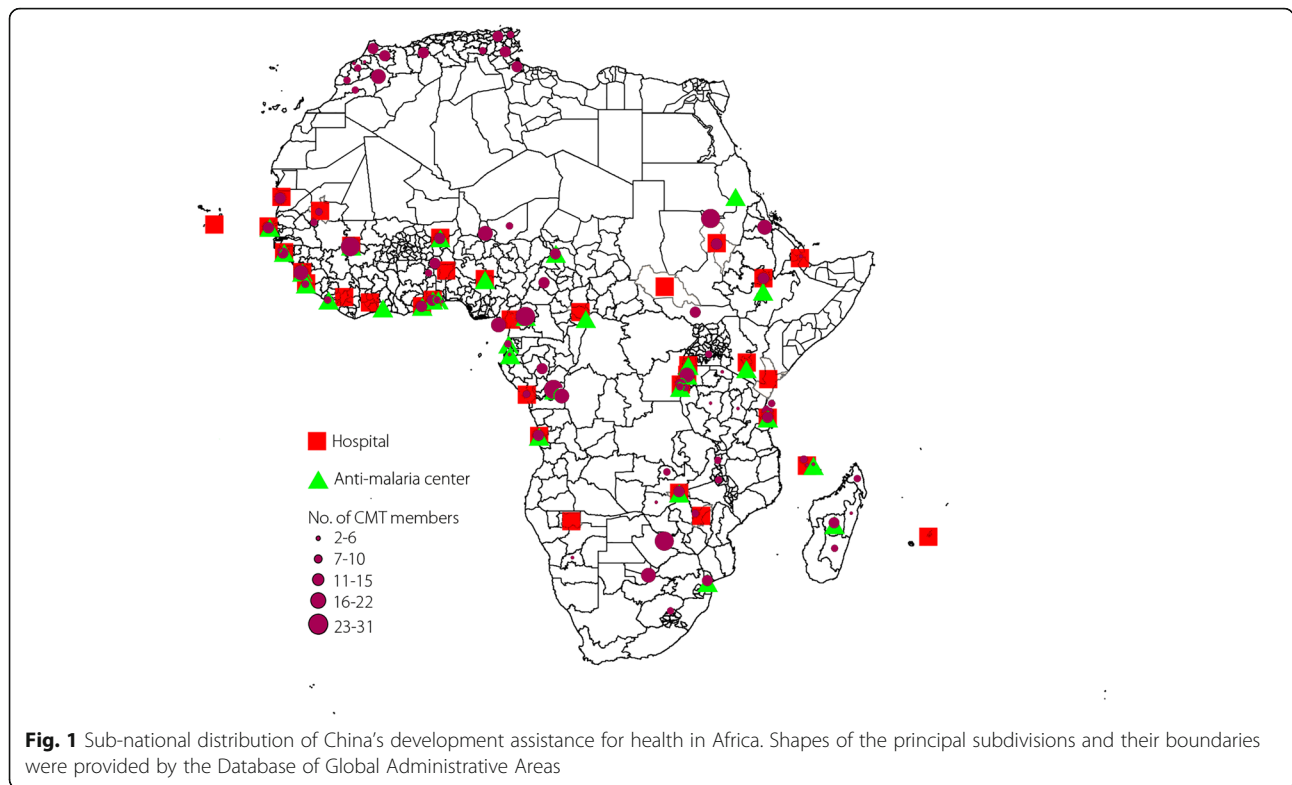 Hospital
Anti-malaria center
No. of CMT members
2-6
7-10
11-15
16-22
23-31
Fig. 1 Sub-national distribution of China’s development assistance for health in Africa. Shapes of the principal subdivisions and their boundaries
were provided by the Database of Global Administrative Areas